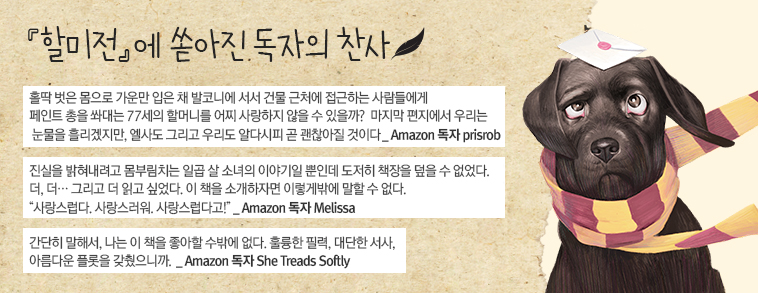 『할미전』에 쏟아진 독자의 찬사
홀딱 벗은 몸으로 가운만 입은 채 발코니에 서서 건물 근처에 접근하는 사람들에게
페인트 총을 쏴대는 77세의 할머니를 어찌 사랑하지 않을 수 있을까? 마지막 편지에서 우리는
눈물을 흘리겠지만, 엘사도 그리고 우리도 알다시피 곧 괜찮아질 것이다_ Amazon 독자 prisrob
진실을 밝혀내려고 몸부림치는 일곱 살 소녀의 이야기일 뿐인데 도저히 책장을 덮을 수 없었다.
더, 더… 그리고 더 읽고 싶었다. 이 책을 소개하자면 이렇게밖에 말할 수 없다.
“사랑스럽다. 사랑스러워. 사랑스럽다고!” _ Amazon 독자 Melissa
간단히 말해서, 나는 이 책을 좋아할 수밖에 없다. 훌륭한 필력, 대단한 서사,
아름다운 플롯을 갖췄으니까. _ Amazon 독자 She Treads Softly